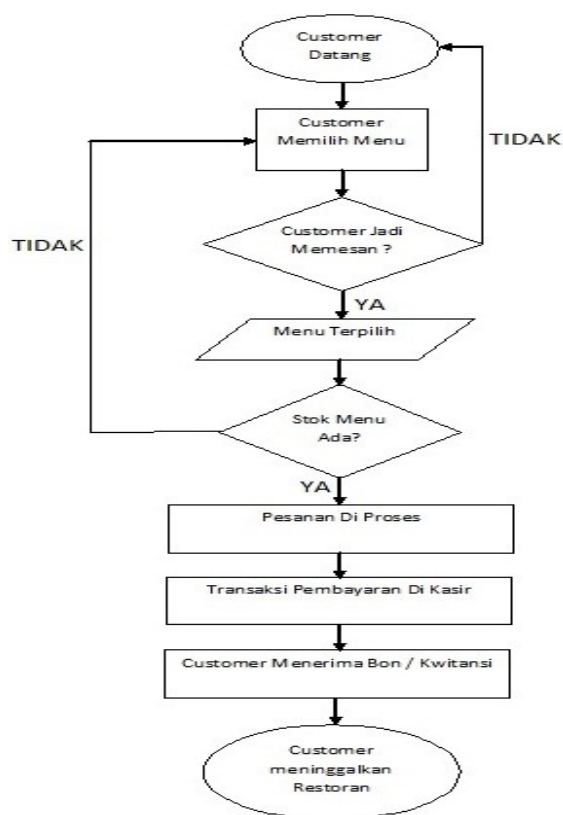 Customer
Datang
Customer
Memilih Menu
TIDAK
Customer Jadi
Memesan ?
TIDAK
YA
Menu Terpilih
Stok Menu
Ada?
YA
Pesanan Di Proses
Transaksi Pembayaran Di Kasir
Customer Menerima Bon / Kwitansi
Customer
meninggalkan
Restoran